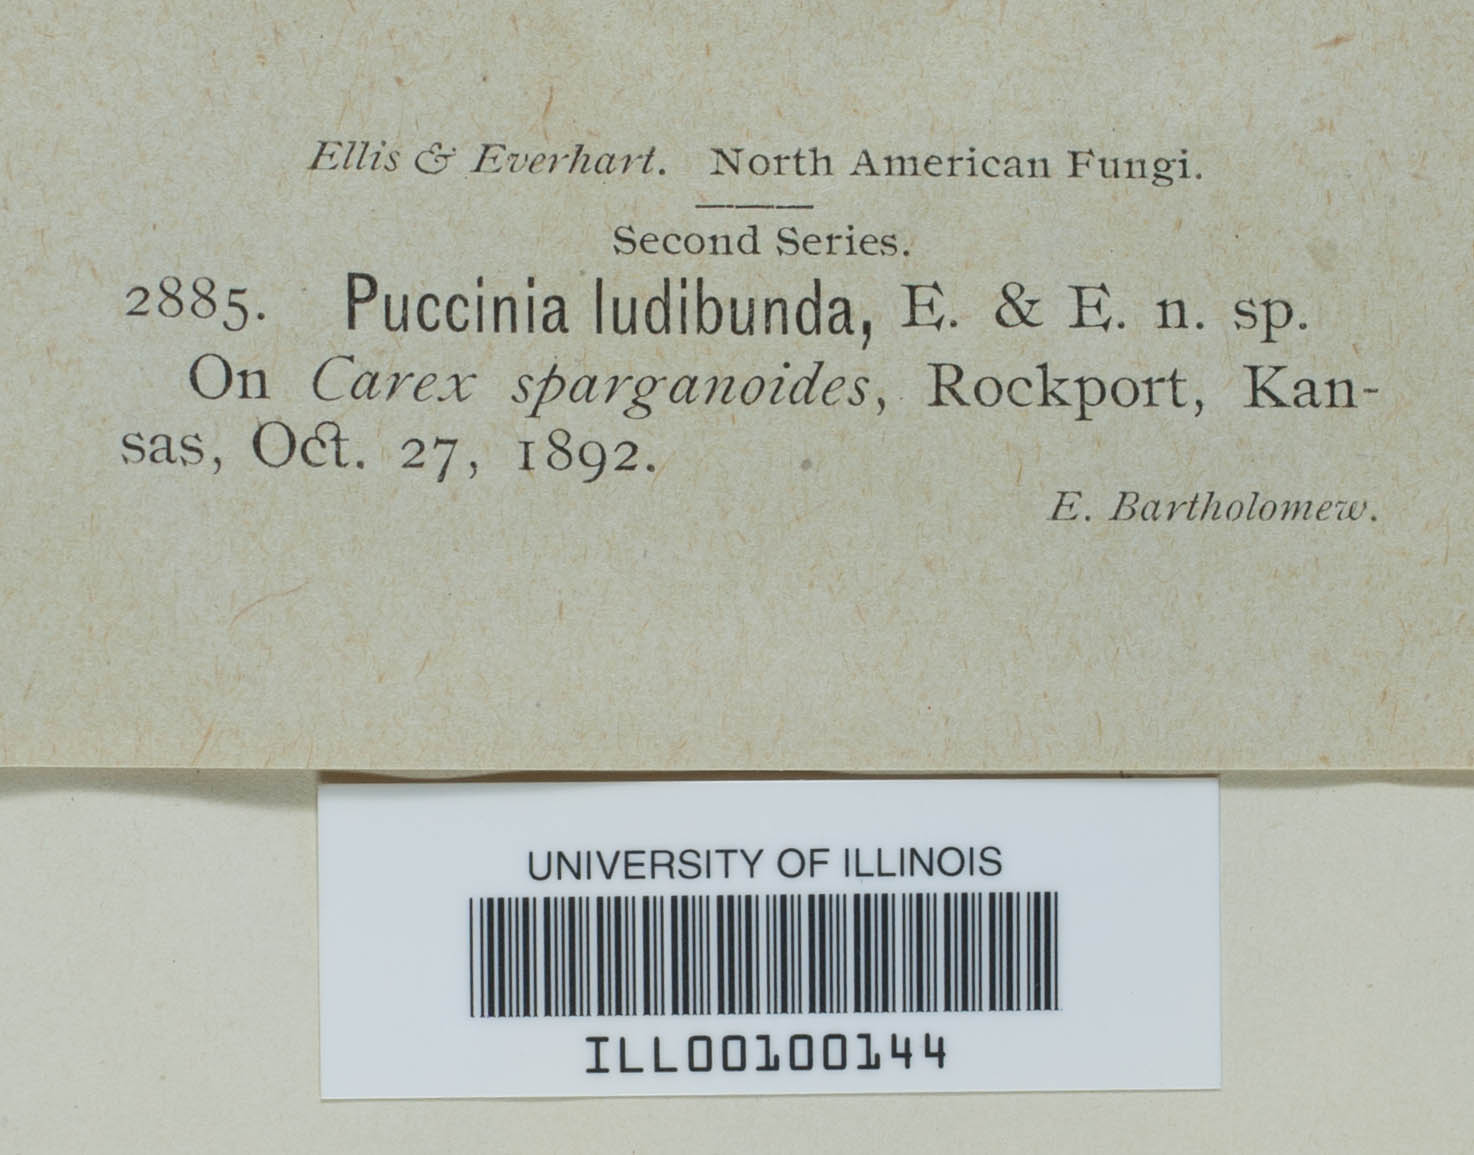 Ellis & Everhart. North American Fungi.
Second Series.
2885. Puccinia ludibunda, E. & E. n. sp.
On Carex sparganoides, Rockport, Kan-
sas, Oct. 27, 1892.
E. Bartholomew.
UNIVERSITY OF ILLINOIS
ILL00100144